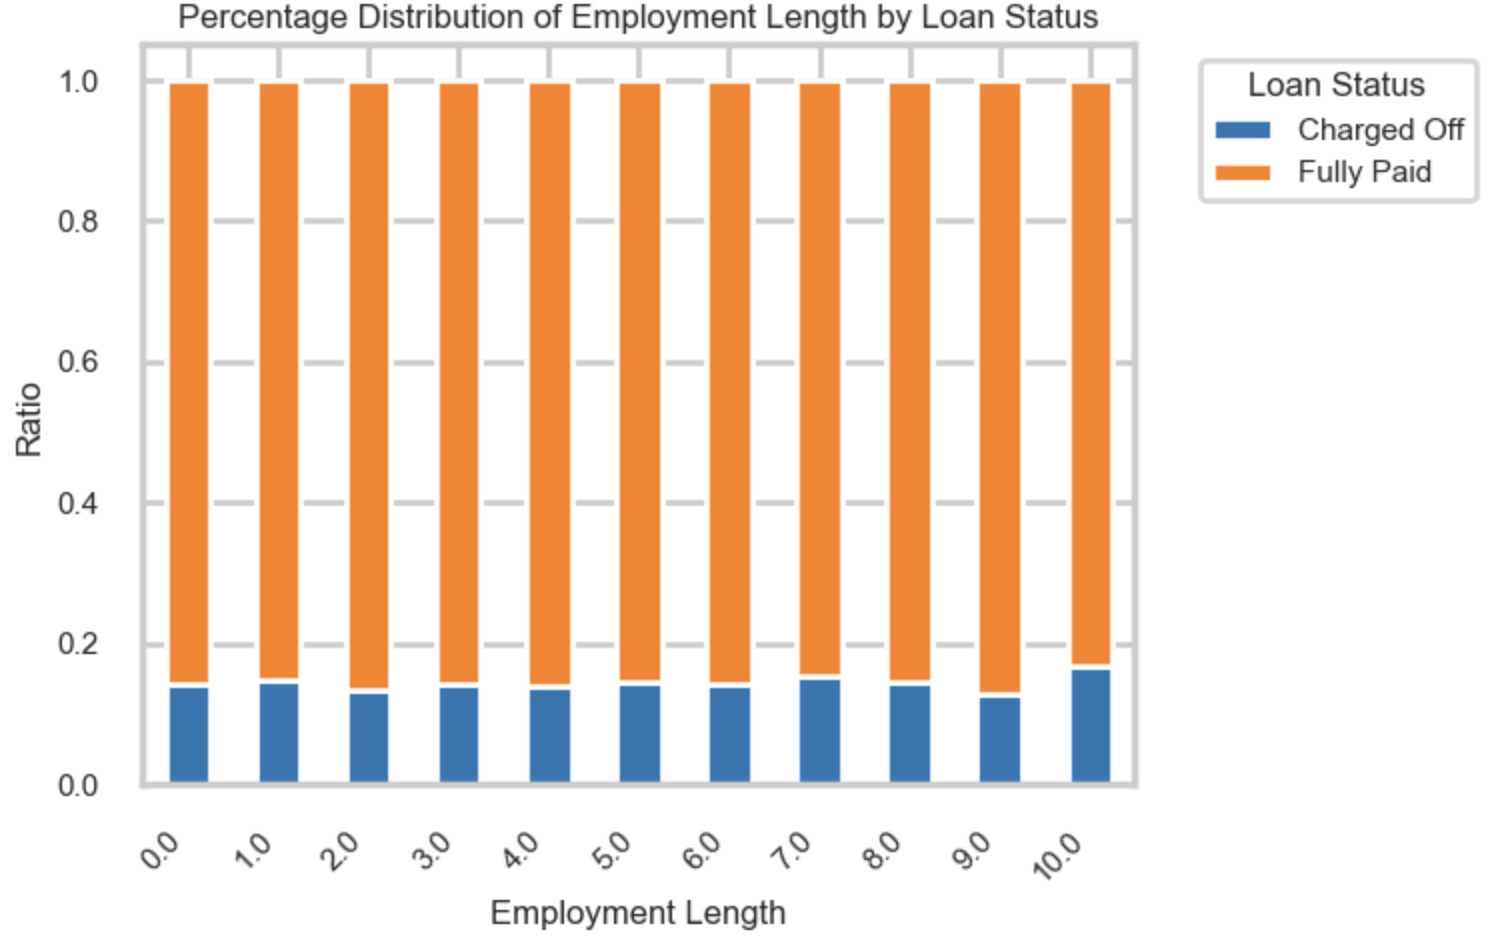 Percentage Distribution of Employment Length by Loan Status
1.0
0.8
0.6
0.4
0.2
0.0
Ratio
0.0 1.0 2.0 3.0 4.0 5.0 6.0 7.0 8.0 9.0 10.0
Employment Length
Loan Status
Charged Off
Fully Paid